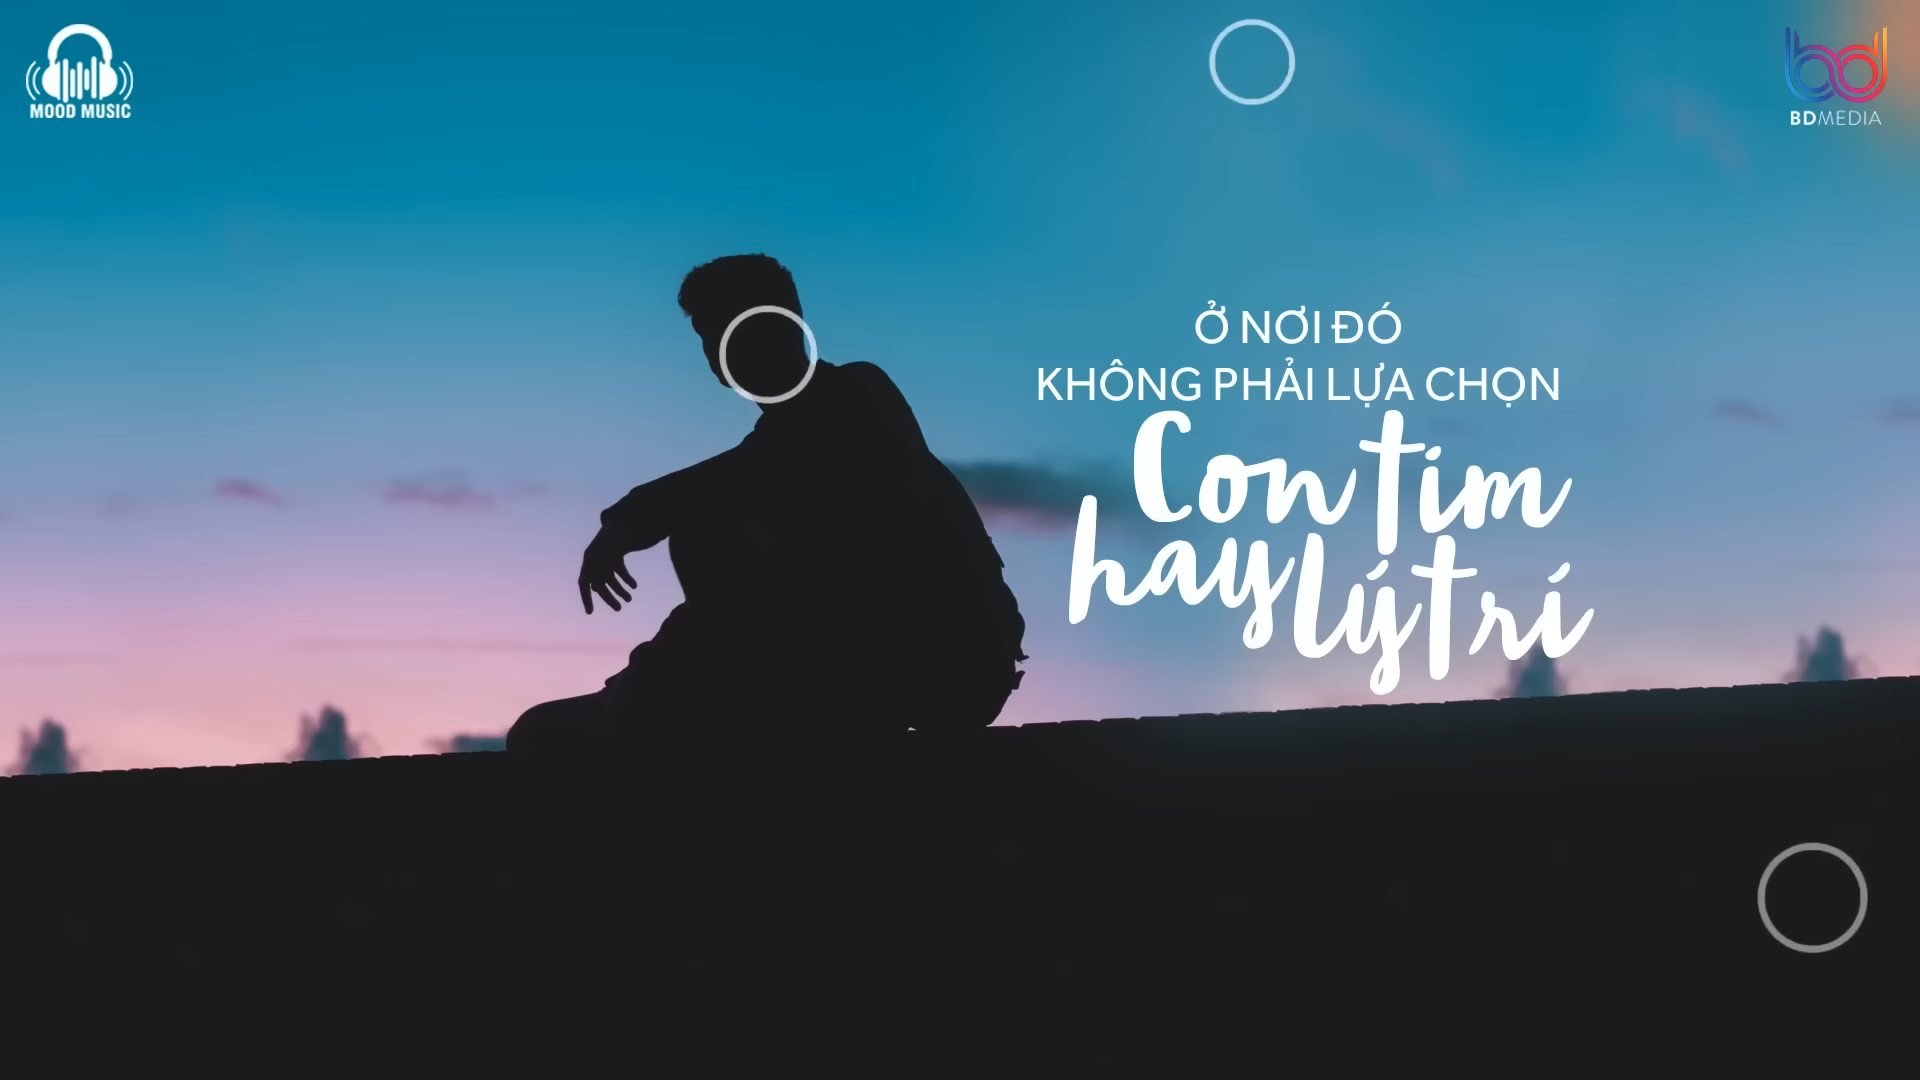 MOOD MUSIC
BDMEDIA
Ở NƠI ĐÓ
KHÔNG PHẢI LỰA CHỌN
Con tim
hay lý trí